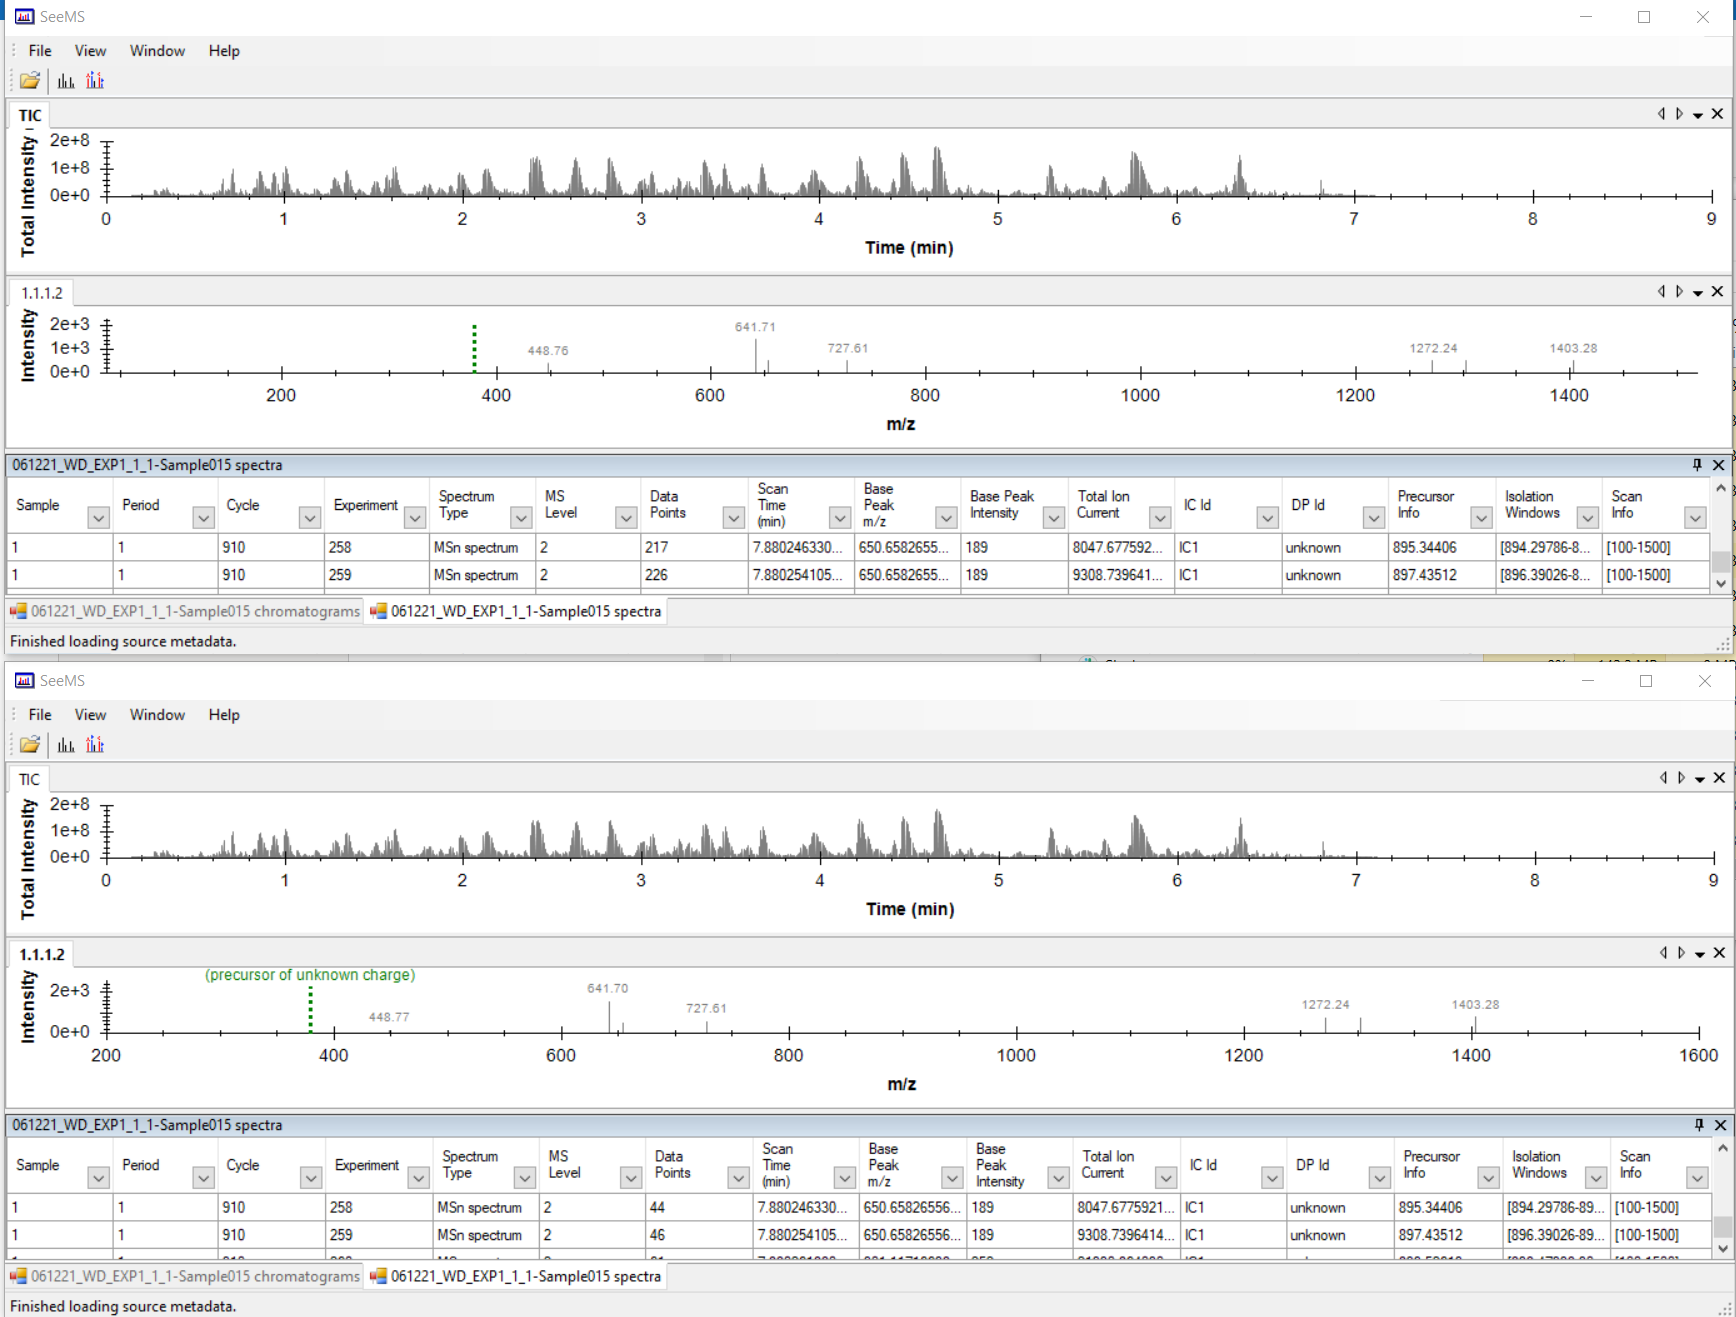 SeeMS
File View Window Help
TIC
2e+8
1e+8
0e+0
Total Intensity
0 1 2 3 4 5 6 7 8 9
Time (min)
1.1.1.2
2e+3
1e+3
0e+0
Intensity
448.76 641.71 727.61 1272.24 1403.28
200 400 600 800 1000 1200 1400
m/z
061221_WD_EXP1_1_1-Sample015 spectra
Sample Period Cycle Experiment Spectrum Type MS Level Data Points Scan Time (min) Base Peak m/z Base Peak Intensity Total Ion Current IC Id DP Id Precursor Info Isolation Windows Scan Info
1 1 910 258 MSn spectrum 2 217 7.880246330... 650.6582655... 189 8047.677592... IC1 unknown 895.34406 [894.29786-8... [100-1500]
1 1 910 259 MSn spectrum 2 226 7.880254105... 650.6582655... 189 9308.739641... IC1 unknown 897.43512 [896.39026-8... [100-1500]
061221_WD_EXP1_1_1-Sample015 chromatograms 061221_WD_EXP1_1_1-Sample015 spectra
Finished loading source metadata.
SeeMS
File View Window Help
TIC
2e+8
1e+8
0e+0
Total Intensity
0 1 2 3 4 5 6 7 8 9
Time (min)
1.1.1.2
(precursor of unknown charge)
2e+3
0e+0
Intensity
448.77 641.70 727.61 1272.24 1403.28
200 400 600 800 1000 1200 1400 1600
m/z
061221_WD_EXP1_1_1-Sample015 spectra
Sample Period Cycle Experiment Spectrum Type MS Level Data Points Scan Time (min) Base Peak m/z Base Peak Intensity Total Ion Current IC Id DP Id Precursor Info Isolation Windows Scan Info
1 1 910 258 MSn spectrum 2 44 7.880246330... 650.65826556... 189 8047.6775921... IC1 unknown 895.34406 [894.29786-89... [100-1500]
1 1 910 259 MSn spectrum 2 46 7.880254105... 650.65826556... 189 9308.7396414... IC1 unknown 897.43512 [896.39026-89... [100-1500]
061221_WD_EXP1_1_1-Sample015 chromatograms 061221_WD_EXP1_1_1-Sample015 spectra
Finished loading source metadata.